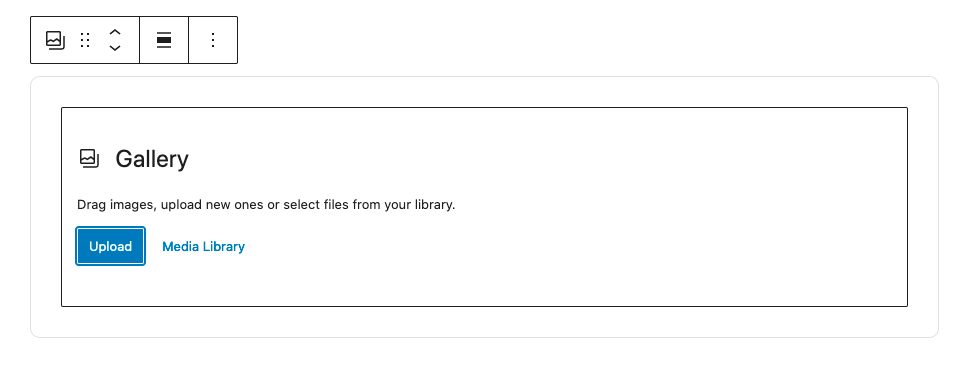 Gallery
Drag images, upload new ones or select files from your library.
Upload Media Library